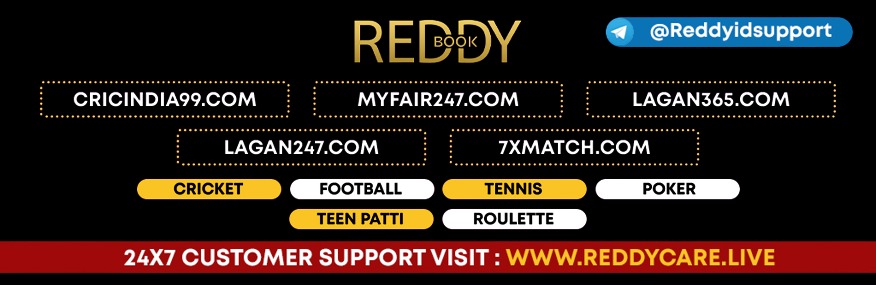 REDDY
BOOK
@Reddyidsupport
CRICINDIA99.COM MYFAIR247.COM LAGAN365.COM
LAGAN247.COM 7XMATCH.COM
CRICKET FOOTBALL TENNIS POKER
TEEN PATTI ROULETTE
24X7 CUSTOMER SUPPORT VISIT : WWW.REDDYCARE.LIVE